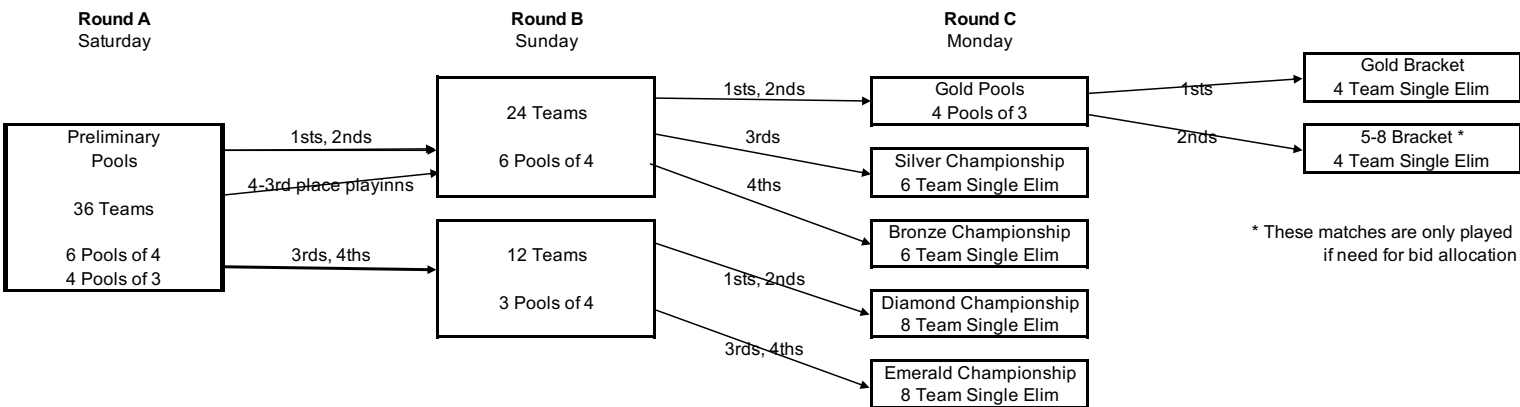 Round A
Saturday
Round B
Sunday
Round C
Monday
Preliminary
Pools
36 Teams
6 Pools of 4
4 Pools of 3
1sts, 2nds
4-3rd place playinns
3rds, 4ths
24 Teams
6 Pools of 4
12 Teams
3 Pools of 4
1sts, 2nds
3rds
4ths
1sts, 2nds
3rds, 4ths
Gold Pools
4 Pools of 3
Silver Championship
6 Team Single Elim
Bronze Championship
6 Team Single Elim
Diamond Championship
8 Team Single Elim
Emerald Championship
8 Team Single Elim
1sts
2nds
Gold Bracket
4 Team Single Elim
5-8 Bracket *
4 Team Single Elim
* These matches are only played
if need for bid allocation